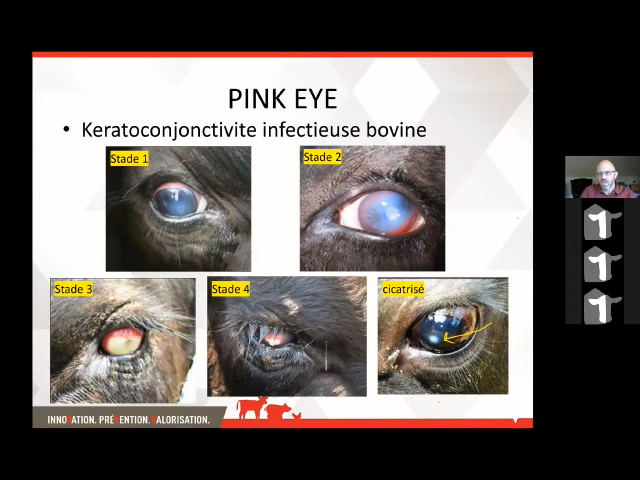 PINK EYE
• Keratoconjonctivite infectieuse bovine
Stade 1
Stade 2
Stade 3
Stade 4
cicatrisé
INNOVATION. PRÉVENTION. VALORISATION.